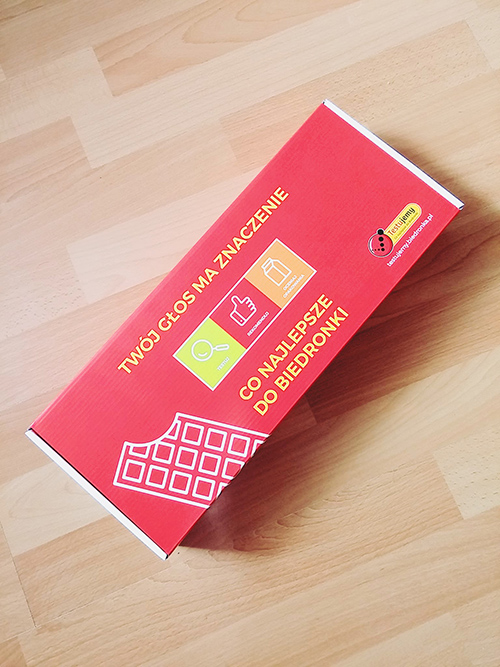 TWÓJ GŁOS MA ZNACZENIE
CO NAJLEPSZE
DO BIEDRONKI
Testujemy
testujemy.biedronka.pl